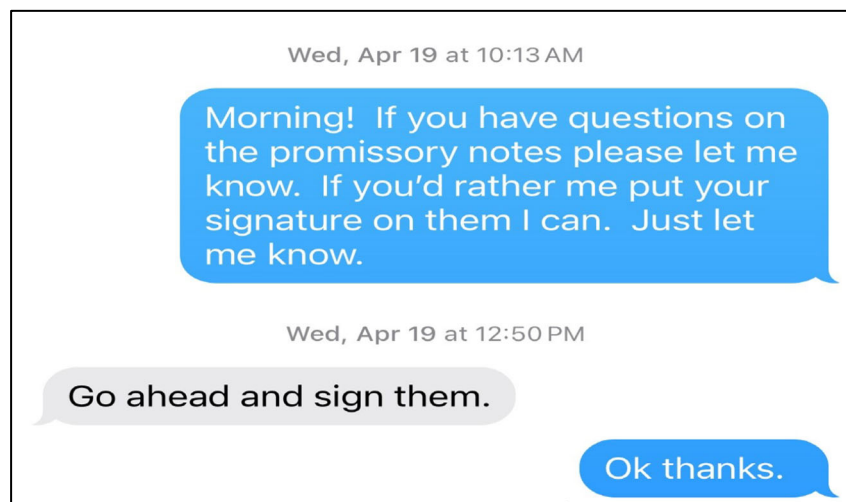 Wed, Apr 19 at 10:13 AM
Morning!  If you have questions on
the promissory notes please let me
know.  If you’d rather me put your
signature on them I can.  Just let
me know.
Wed, Apr 19 at 12:50 PM
Go ahead and sign them.
Ok thanks.